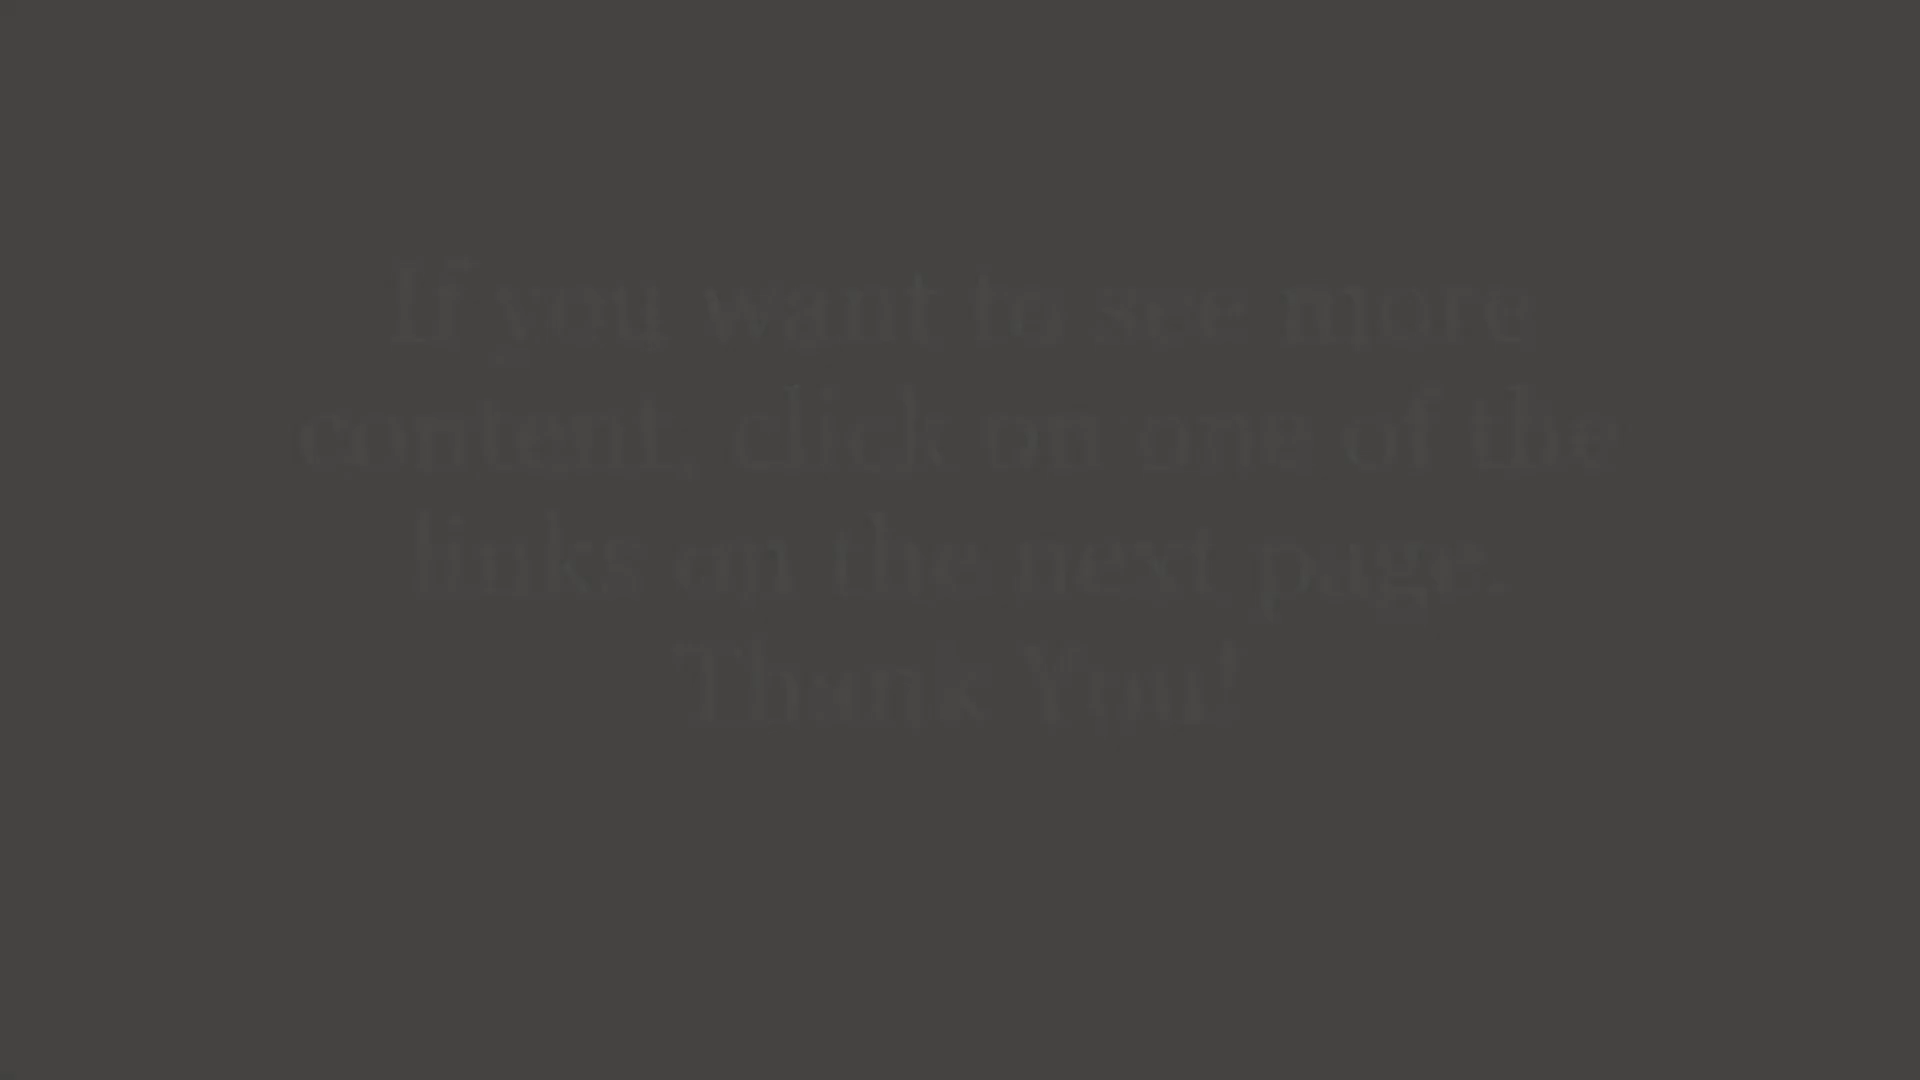 If you want to see more
content, click on one of the
links on the next page.
Thank You!